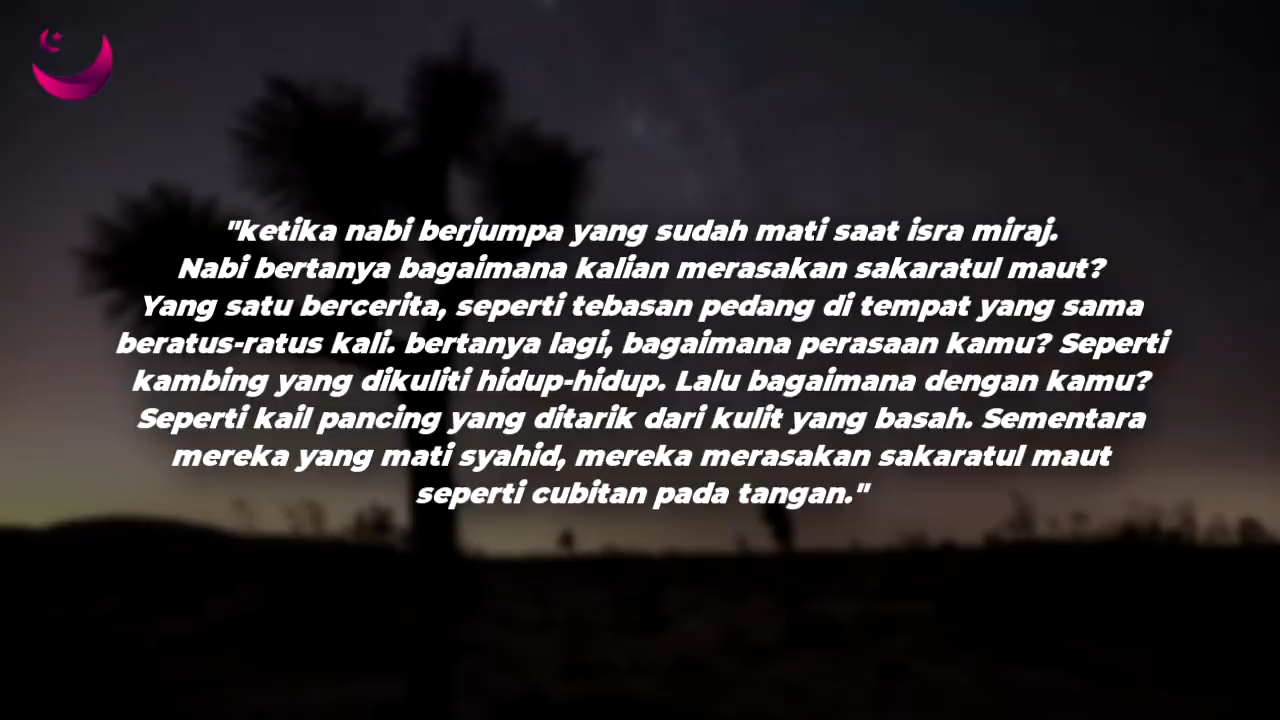 "ketika nabi berjumpa yang sudah mati saat isra miraj.
Nabi bertanya bagaimana kalian merasakan sakaratul maut?
Yang satu bercerita, seperti tebasan pedang di tempat yang sama
beratus-ratus kali. bertanya lagi, bagaimana perasaan kamu? Seperti
kambing yang dikuliti hidup-hidup. Lalu bagaimana dengan kamu?
Seperti kail pancing yang ditarik dari kulit yang basah. Sementara
mereka yang mati syahid, mereka merasakan sakaratul maut
seperti cubitan pada tangan."